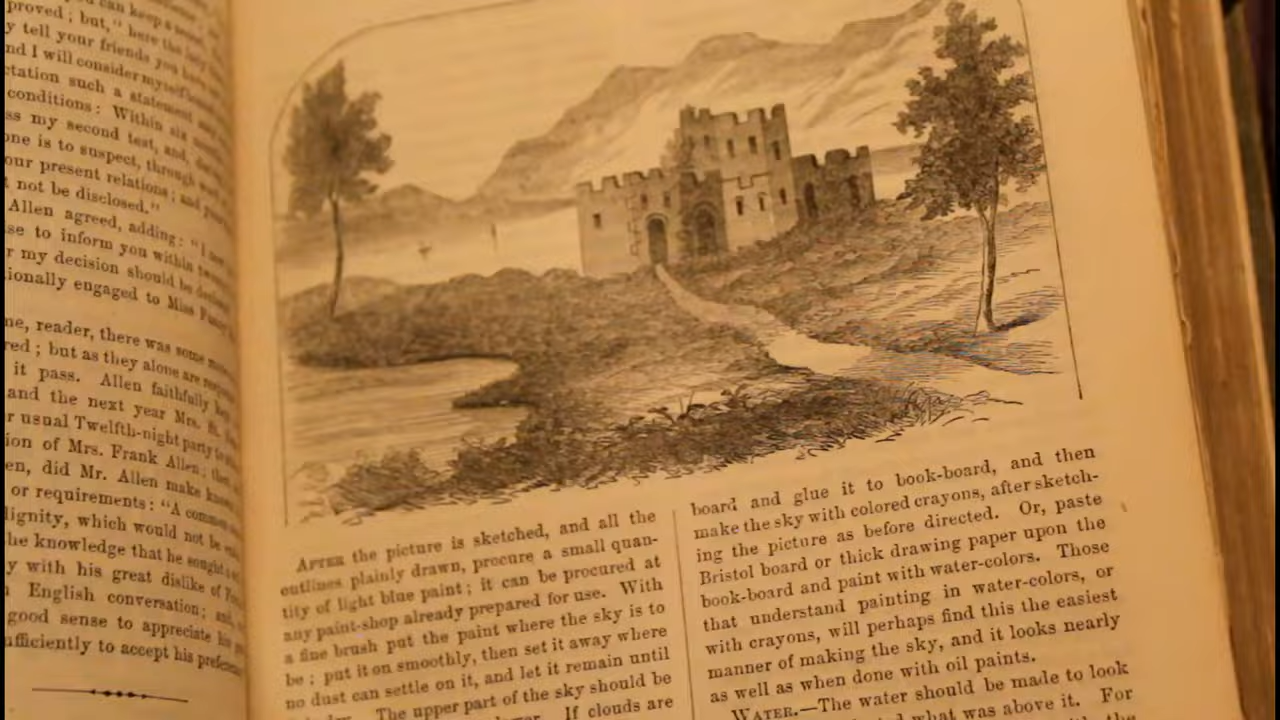 you can keep a secret,
proved; but," here the lady
y tell your friends you have
nd I will consider myself
ctation such a statement may
conditions: Within six
ss my second test, and,
one is to suspect, through
our present relations; and
not be disclosed."
Allen agreed, adding: "I
se to inform you within
r my decision should be
ionally engaged to Miss
me, reader, there was some
red; but as they alone are
it pass. Allen faithfully
and the next year Mrs.
r usual Twelfth-night party
ion of Mrs. Frank Allen;
en, did Mr. Allen make
or requirements: "A common
dignity, which would not be
he knowledge that he sought
y with his great dislike of
English conversation; and,
good sense to appreciate his
ufficiently to accept his
AFTER the picture is sketched, and all the
outlines plainly drawn, procure a small quan-
tity of light blue paint; it can be procured at
any paint-shop already prepared for use. With
a fine brush put the paint where the sky is to
be; put it on smoothly, then set it away where
no dust can settle on it, and let it remain until
The upper part of the sky should be
If clouds are
board and glue it to book-board, and then
make the sky with colored crayons, after sketch-
ing the picture as before directed. Or, paste
Bristol board or thick drawing paper upon the
book-board and paint with water-colors. Those
that understand painting in water-colors, or
with crayons, will perhaps find this the easiest
manner of making the sky, and it looks nearly
as well as when done with oil paints.
WATER.—The water should be made to look
what was above it. For